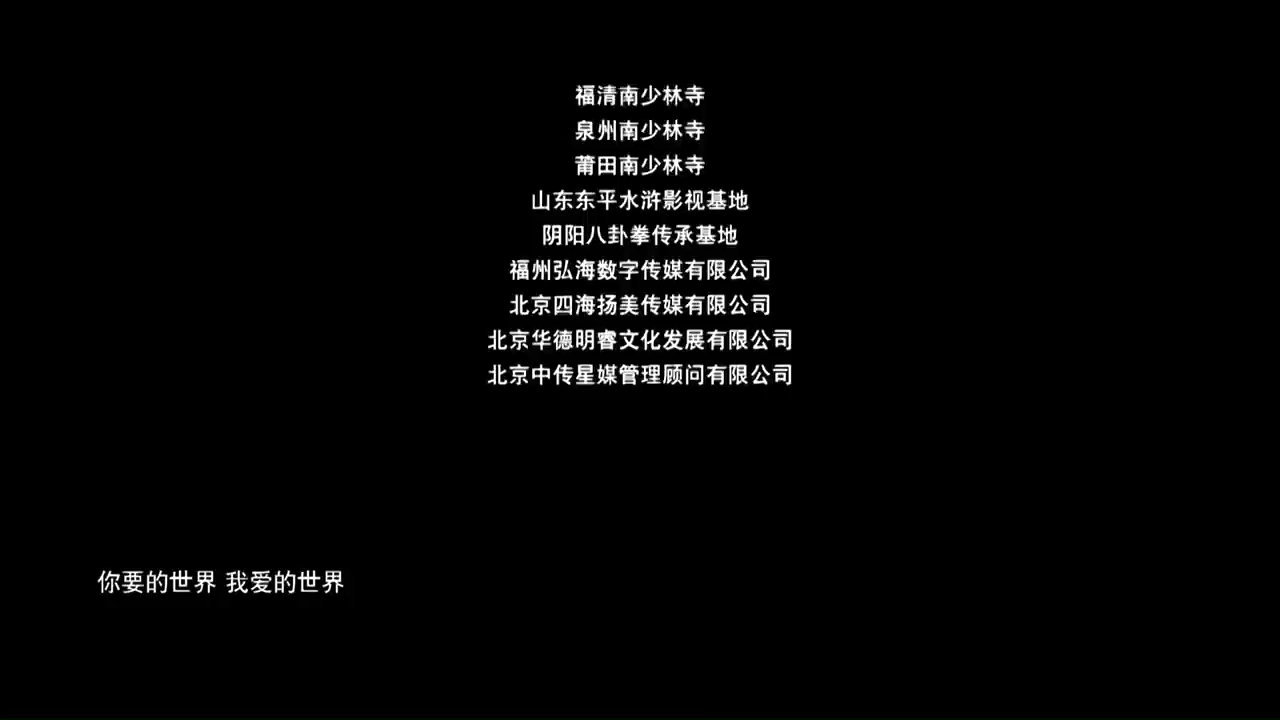 福清南少林寺
泉州南少林寺
莆田南少林寺
山东东平水浒影视基地
阴阳八卦拳传承基地
福州弘海数字传媒有限公司
北京四海扬美传媒有限公司
北京华德明睿文化发展有限公司
北京中传星媒管理顾问有限公司
你要的世界 我爱的世界